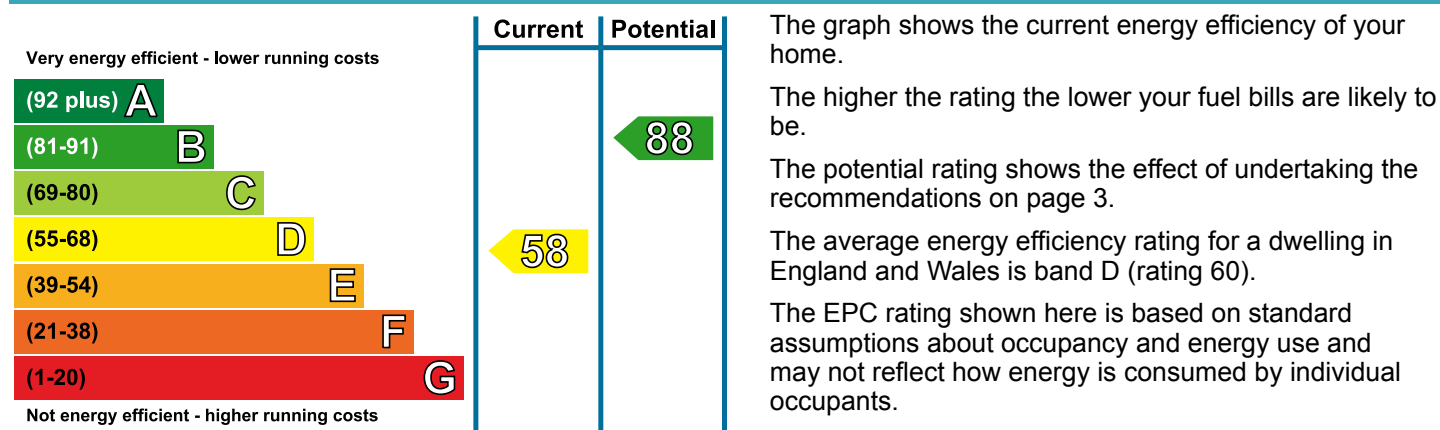 Current Potential
Very energy efficient - lower running costs
(92 plus) A
(81-91) B
88
(69-80) C
(55-68) D
58
(39-54) E
(21-38) F
(1-20) G
Not energy efficient - higher running costs
The graph shows the current energy efficiency of your
home.
The higher the rating the lower your fuel bills are likely to
be.
The potential rating shows the effect of undertaking the
recommendations on page 3.
The average energy efficiency rating for a dwelling in
England and Wales is band D (rating 60).
The EPC rating shown here is based on standard
assumptions about occupancy and energy use and
may not reflect how energy is consumed by individual
occupants.